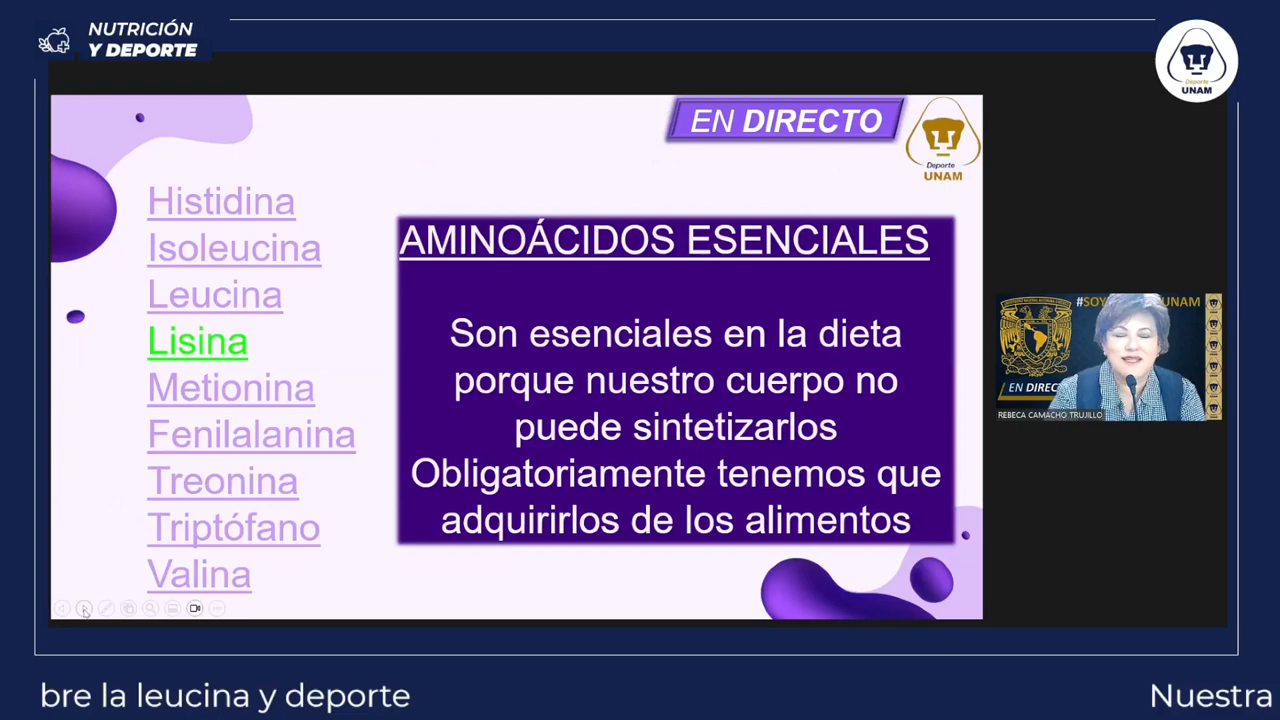 NUTRICIÓN
Y DEPORTE
Deporte
UNAM
EN DIRECTO
Deporte
UNAM
Histidina
Isoleucina
Leucina
Lisina
Metionina
Fenilalanina
Treonina
Triptófano
Valina
AMINOÁCIDOS ESENCIALES
Son esenciales en la dieta
porque nuestro cuerpo no
puede sintetizarlos
Obligatoriamente tenemos que
adquirirlos de los alimentos
#SOY UNAM
EN DIREC
REBECA CAMACHO TRUJILLO
bre la leucina y deporte
Nuestra